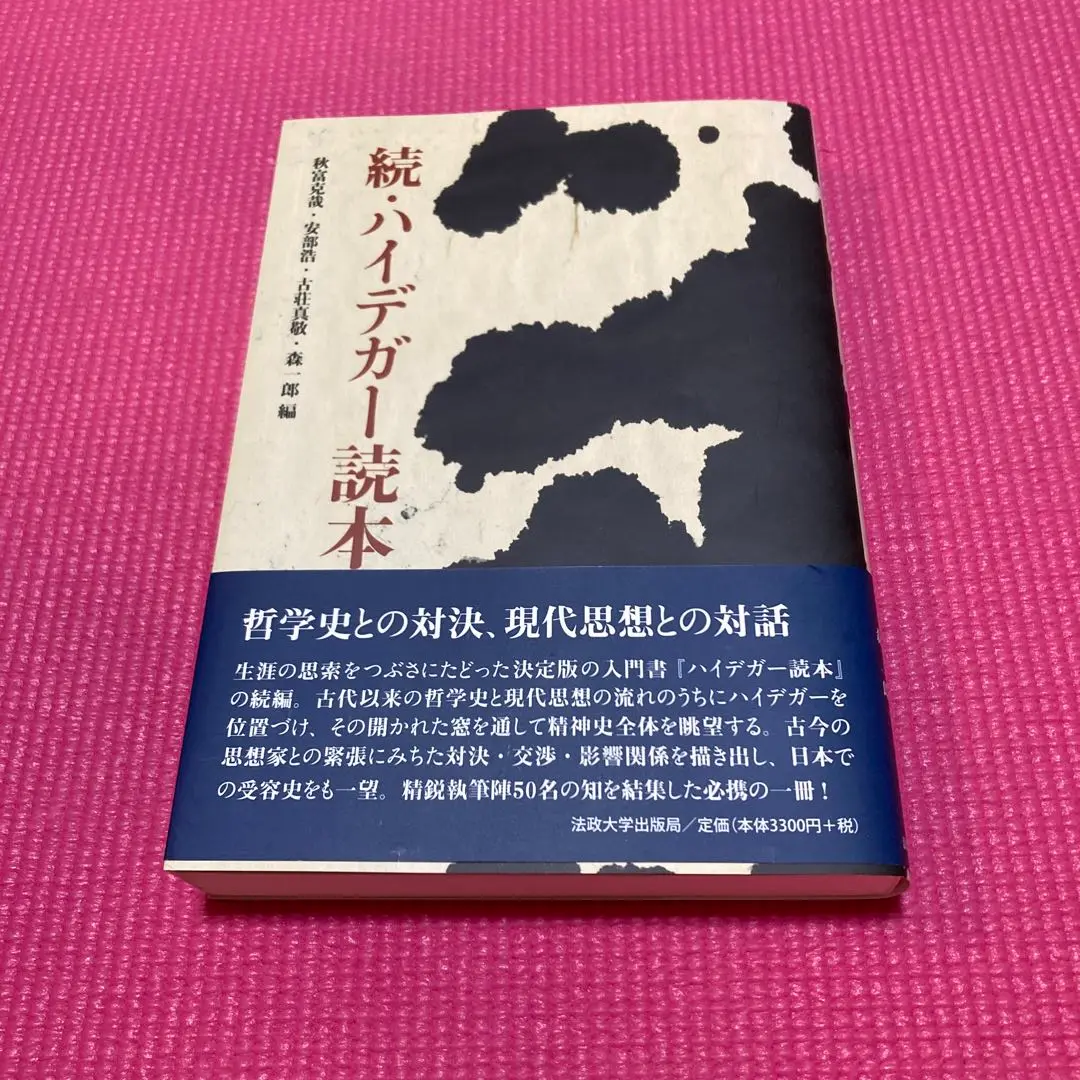 続・ハイデガー読本
秋富克哉・安部浩・古荘真敬・森一郎 編
哲学史との対決、現代思想との対話
生涯の思索をつぶさにたどった決定版の入門書『ハイデガー読本』
の続編。古代以来の哲学史と現代思想の流れのうちにハイデガーを
位置づけ、その開かれた窓を通して精神史全体を眺望する。古今の
思想家との緊張にみちた対決・交渉・影響関係を描き出し、日本で
の受容史をも一望。精鋭執筆陣50名の知を結集した必携の一冊！
法政大学出版局／定価（本体3300円＋税）